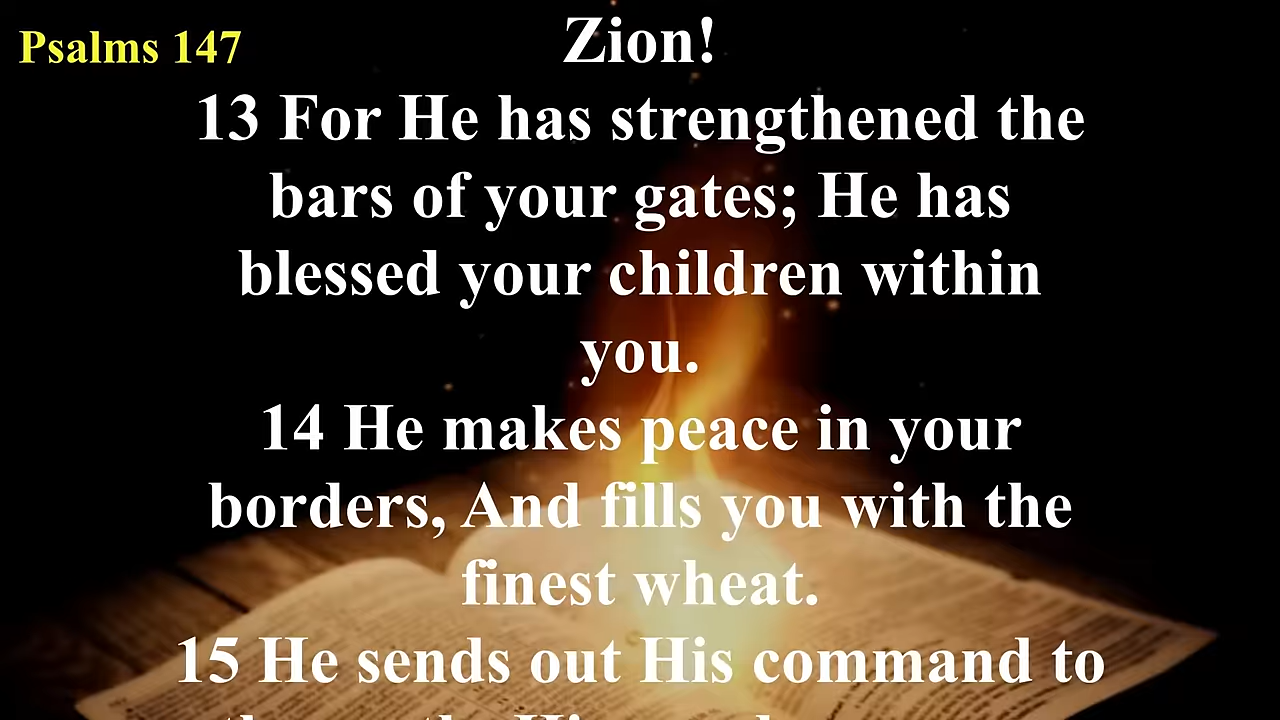 Psalms 147
Zion!
13 For He has strengthened the
bars of your gates; He has
blessed your children within
you.
14 He makes peace in your
borders, And fills you with the
finest wheat.
15 He sends out His command to